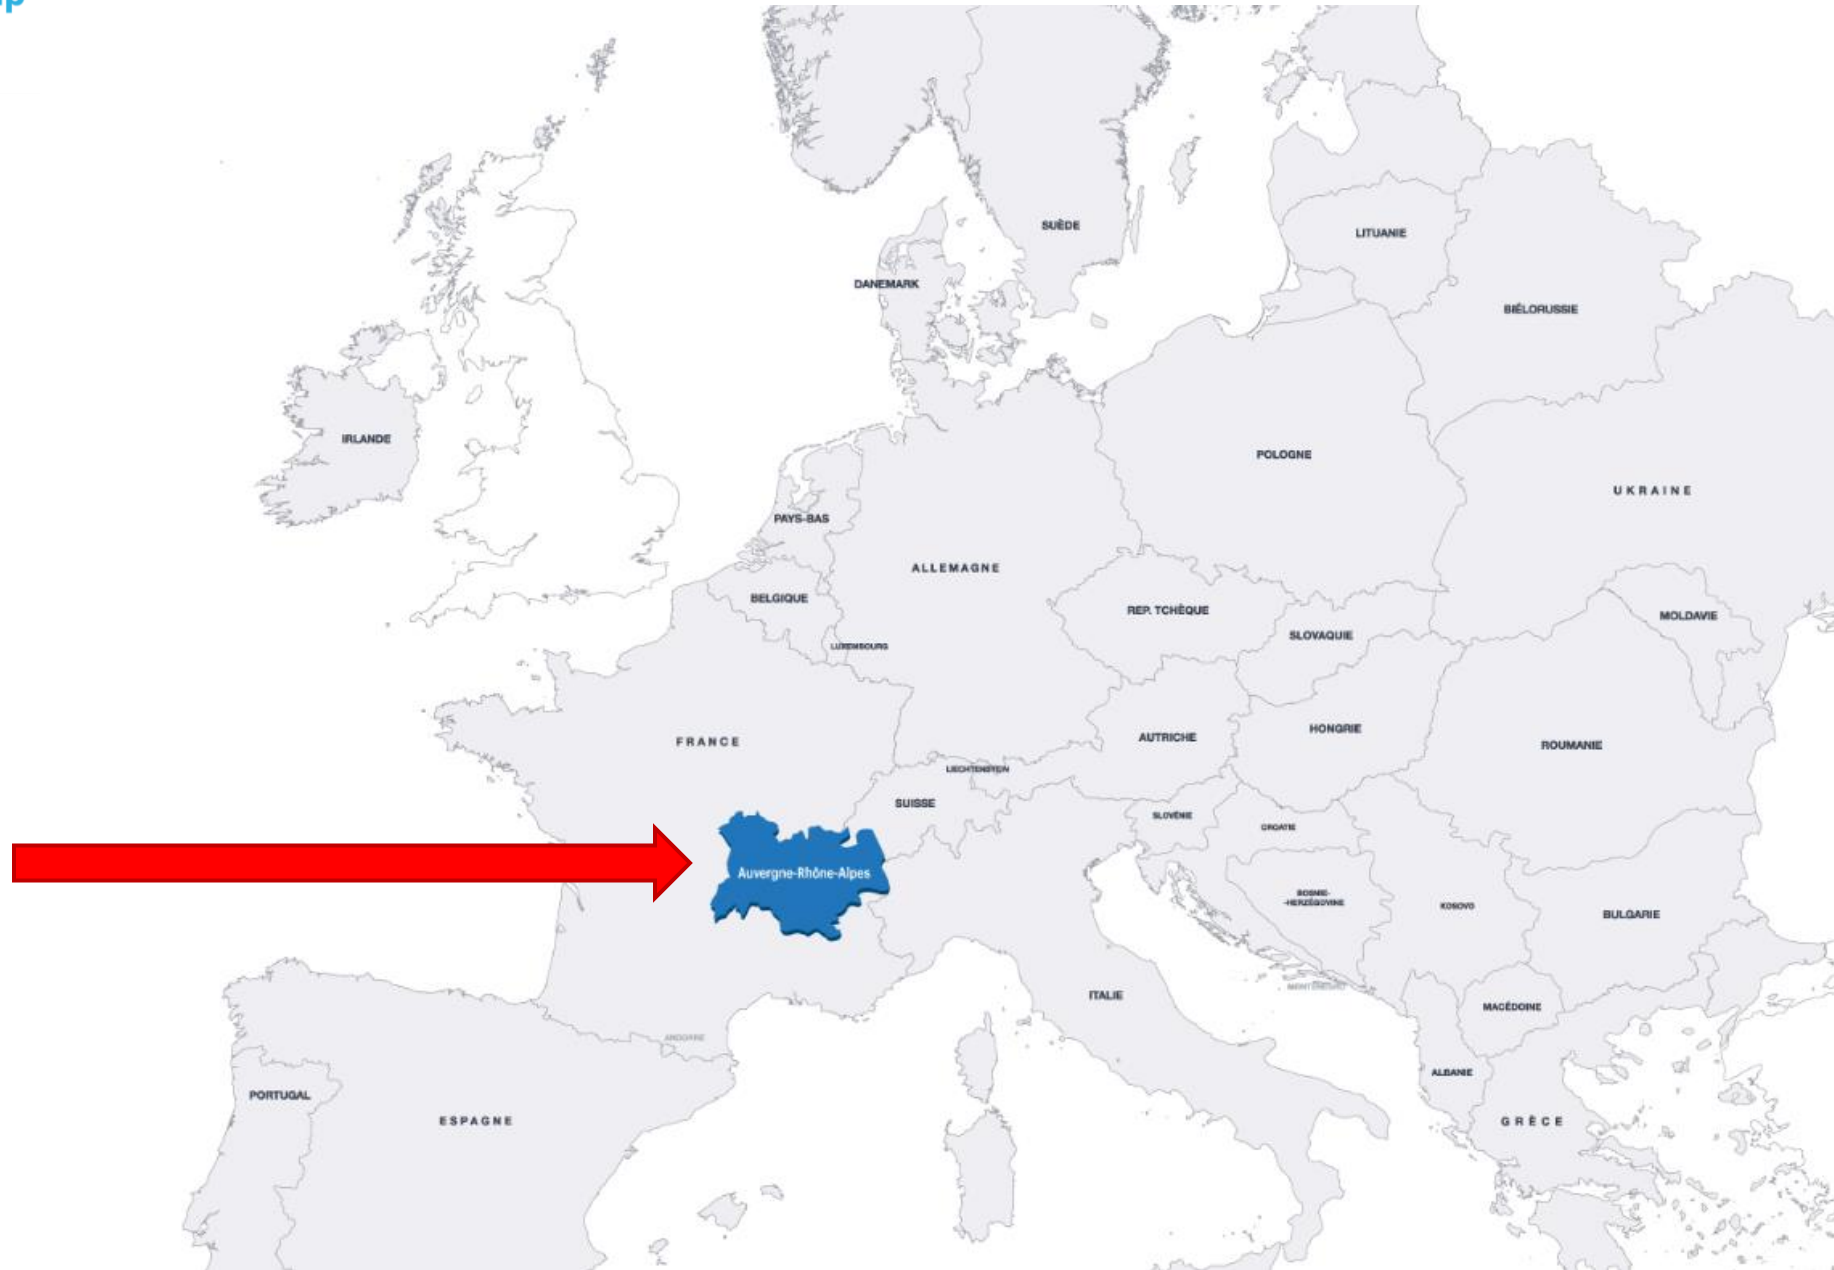 SUÈDE
LITUANIE
DANEMARK
BIÉLORUSSIE
IRLANDE
POLOGNE
UKRAINE
PAYS-BAS
ALLEMAGNE
BELGIQUE
REP. TCHÈQUE
MOLDAVIE
SLOVAQUIE
LUXEMBOURG
HONGRIE
AUTRICHE
FRANCE
ROUMANIE
LIECHTENSTEIN
SUISSE
SLOVÉNIE
CROATIE
Auvergne-Rhône-Alpes
BOSNIE-
-HERZÉGOVINE
KOSOVO
BULGARIE
MONTÉNÉGRO
ITALIE
MACÉDOINE
ANDORRE
ALBANIE
PORTUGAL
ESPAGNE
GRÈCE